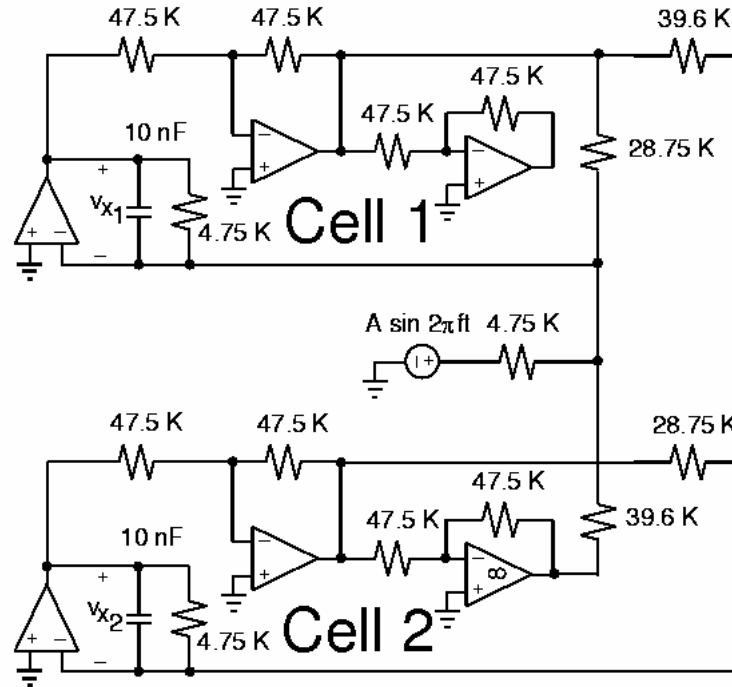 47.5 K 47.5 K 39.6 K
47.5 K
47.5 K
10 nF
28.75 K
+
−
+
−
+
vX1
4.75 K
Cell 1
+ −
−
A sin 2πft 4.75 K
− +
47.5 K 47.5 K 28.75 K
47.5 K
47.5 K
39.6 K
10 nF
−
+
−
+
∞
+
vX2
4.75 K
Cell 2
+ −
−